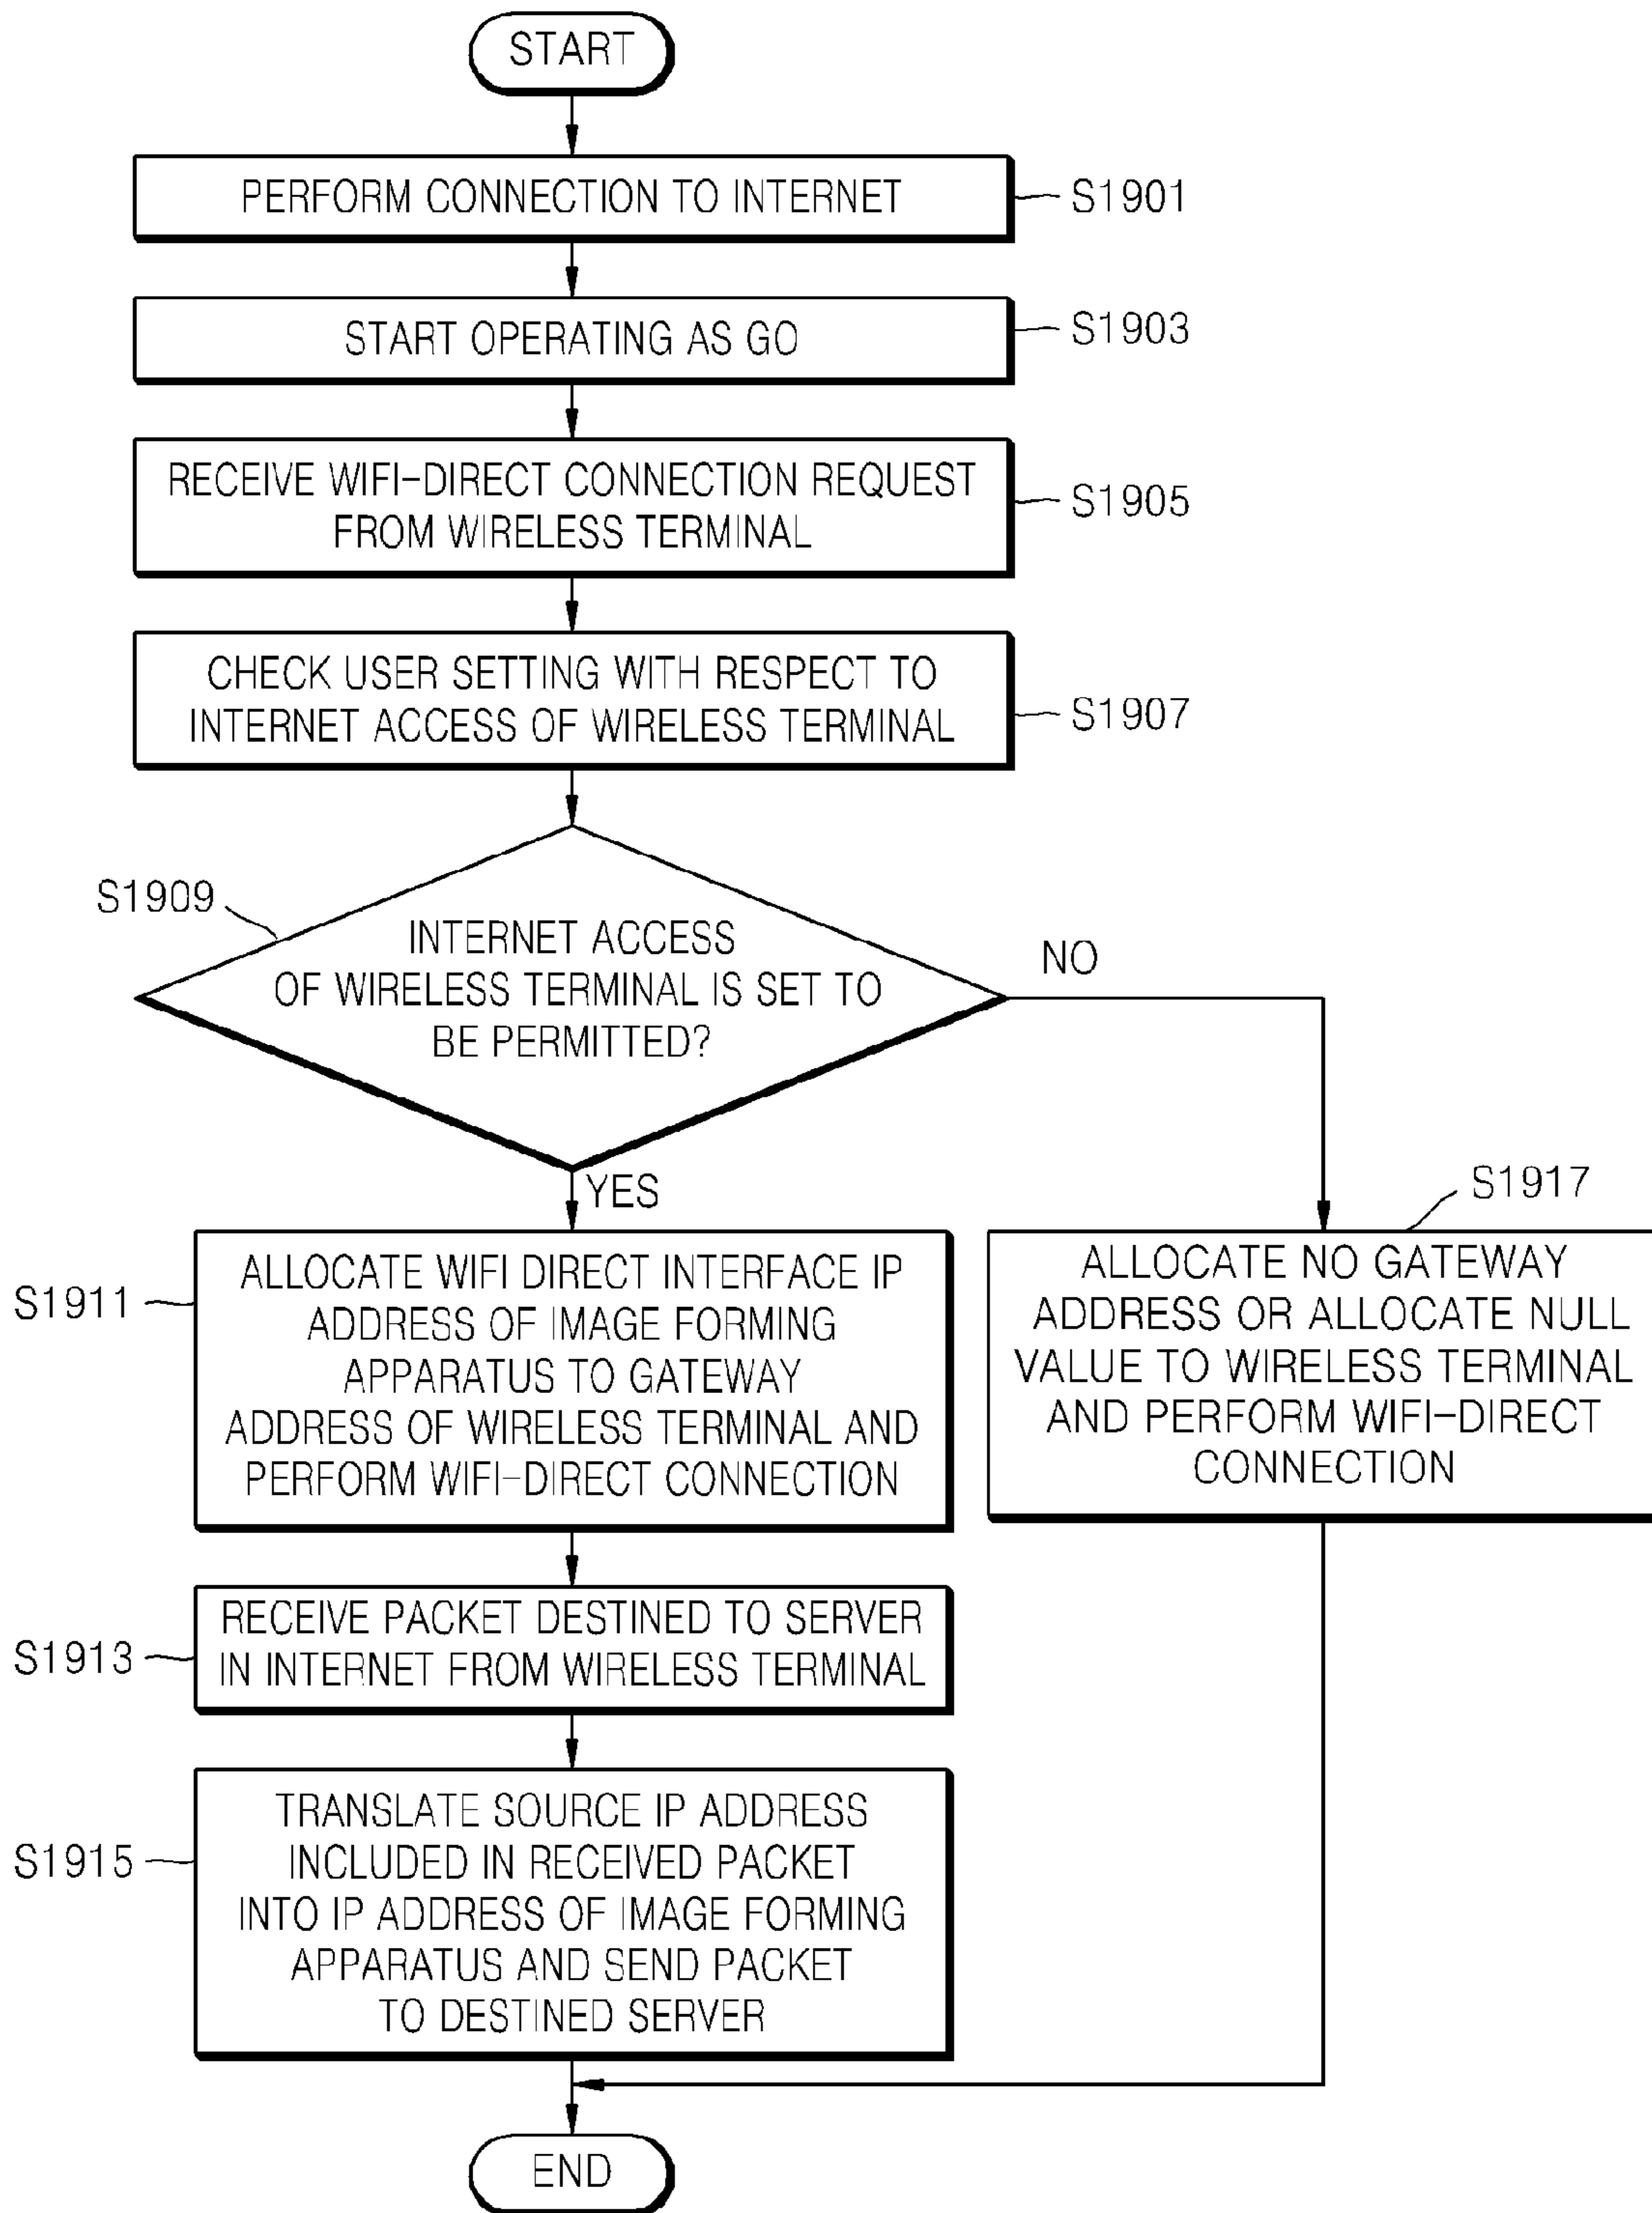 START
PERFORM CONNECTION TO INTERNET
S1901
START OPERATING AS GO
S1903
RECEIVE WIFI-DIRECT CONNECTION REQUEST
FROM WIRELESS TERMINAL
S1905
CHECK USER SETTING WITH RESPECT TO
INTERNET ACCESS OF WIRELESS TERMINAL
S1907
S1909
INTERNET ACCESS
OF WIRELESS TERMINAL IS SET TO
BE PERMITTED?
NO
YES
S1911
ALLOCATE WIFI DIRECT INTERFACE IP
ADDRESS OF IMAGE FORMING
APPARATUS TO GATEWAY
ADDRESS OF WIRELESS TERMINAL AND
PERFORM WIFI-DIRECT CONNECTION
S1917
ALLOCATE NO GATEWAY
ADDRESS OR ALLOCATE NULL
VALUE TO WIRELESS TERMINAL
AND PERFORM WIFI-DIRECT
CONNECTION
S1913
RECEIVE PACKET DESTINED TO SERVER
IN INTERNET FROM WIRELESS TERMINAL
S1915
TRANSLATE SOURCE IP ADDRESS
INCLUDED IN RECEIVED PACKET
INTO IP ADDRESS OF IMAGE FORMING
APPARATUS AND SEND PACKET
TO DESTINED SERVER
END